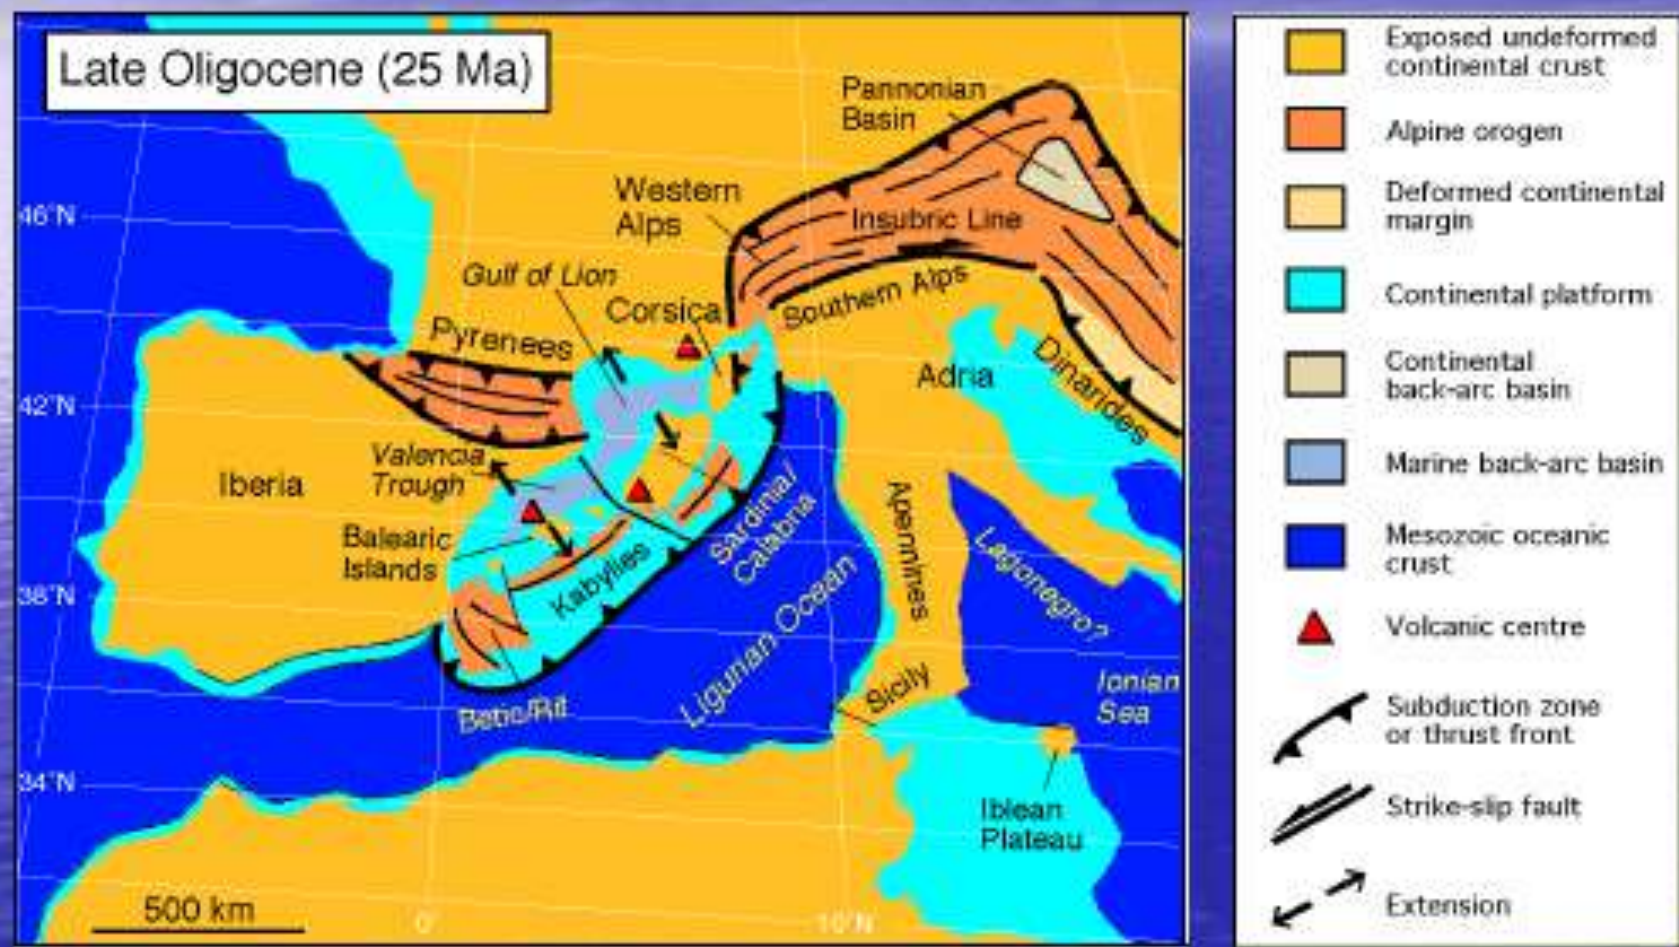 Late Oligocene (25 Ma)
Pannonian
Basin
Western
Alps
46°N
Insubric Line
Gulf of Lion
Corsica
Southern Alps
Pyrenees
Adria
Dinarides
42°N
Valencia
Trough
Iberia
Apennines
Sardinia/
Calabria
Lagonegro?
Balearic
Islands
Kabylies
38°N
Ligurian Ocean
Sicily
Ionian
Sea
Betic/Rif
34°N
Iblean
Plateau
500 km
0°
10°N
Exposed undeformed
continental crust
Alpine orogen
Deformed continental
margin
Continental platform
Continental
back-arc basin
Marine back-arc basin
Mesozoic oceanic
crust
Volcanic centre
Subduction zone
or thrust front
Strike-slip fault
Extension